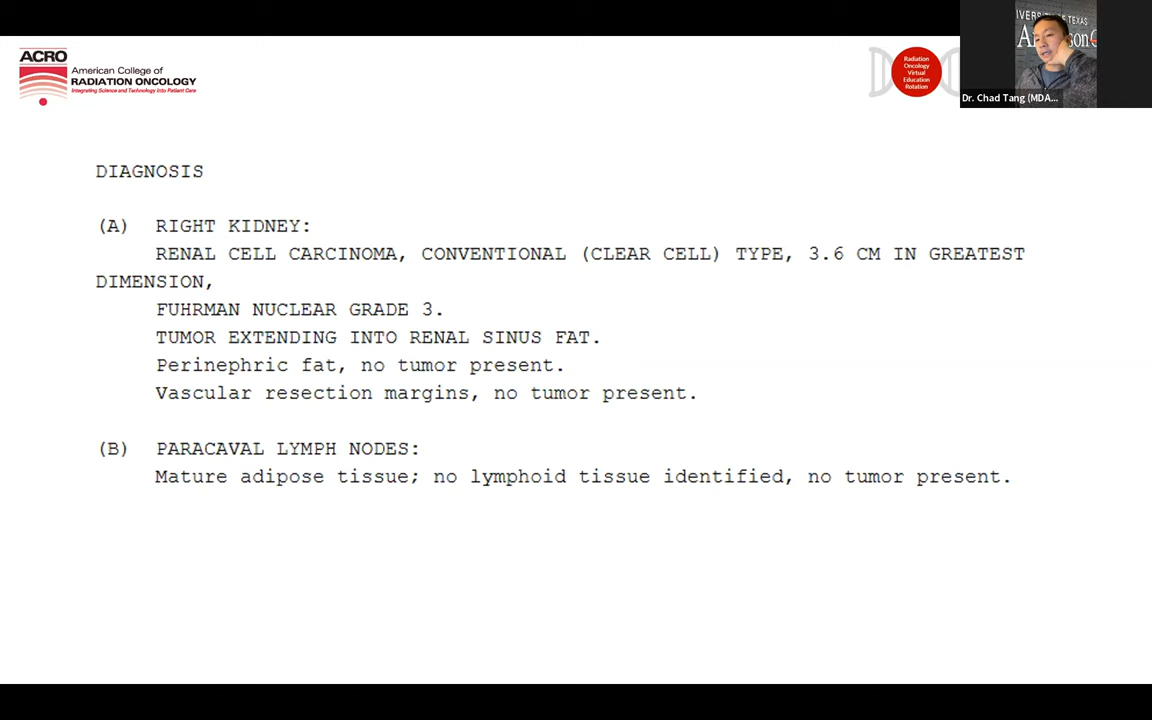 ACRO
American College of
RADIATION ONCOLOGY
Integrating Science and Technology Into Patient Care
Radiation
Oncology
Virtual
Education
Rotation
IVERSITY OF TEXAS
Dr. Chad Tang (MDA...
DIAGNOSIS
(A) RIGHT KIDNEY:
RENAL CELL CARCINOMA, CONVENTIONAL (CLEAR CELL) TYPE, 3.6 CM IN GREATEST
DIMENSION,
FUHRMAN NUCLEAR GRADE 3.
TUMOR EXTENDING INTO RENAL SINUS FAT.
Perinephric fat, no tumor present.
Vascular resection margins, no tumor present.
(B) PARACAVAL LYMPH NODES:
Mature adipose tissue; no lymphoid tissue identified, no tumor present.